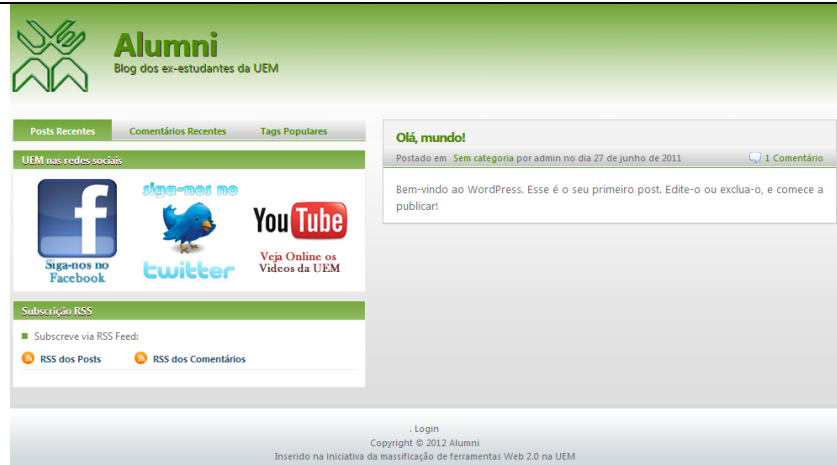 Alumni
Blog dos ex-estudantes da UEM
Posts Recentes Comentários Recentes Tags Populares
UEM nas redes sociais
Siga-nos no
Facebook
siga-nos no
twitter
YouTube
Veja Online os
Videos da UEM
Subscrição RSS
Subscreve via RSS Feed:
RSS dos Posts RSS dos Comentários
Olá, mundo!
Postado em Sem categoria por admin no dia 27 de junho de 2011 1 Comentário
Bem-vindo ao WordPress. Esse é o seu primeiro post. Edite-o ou exclua-o, e comece a
publicar!
. Login
Copyright © 2012 Alumni
Inserido na iniciativa da massificação de ferramentas Web 2.0 na UEM